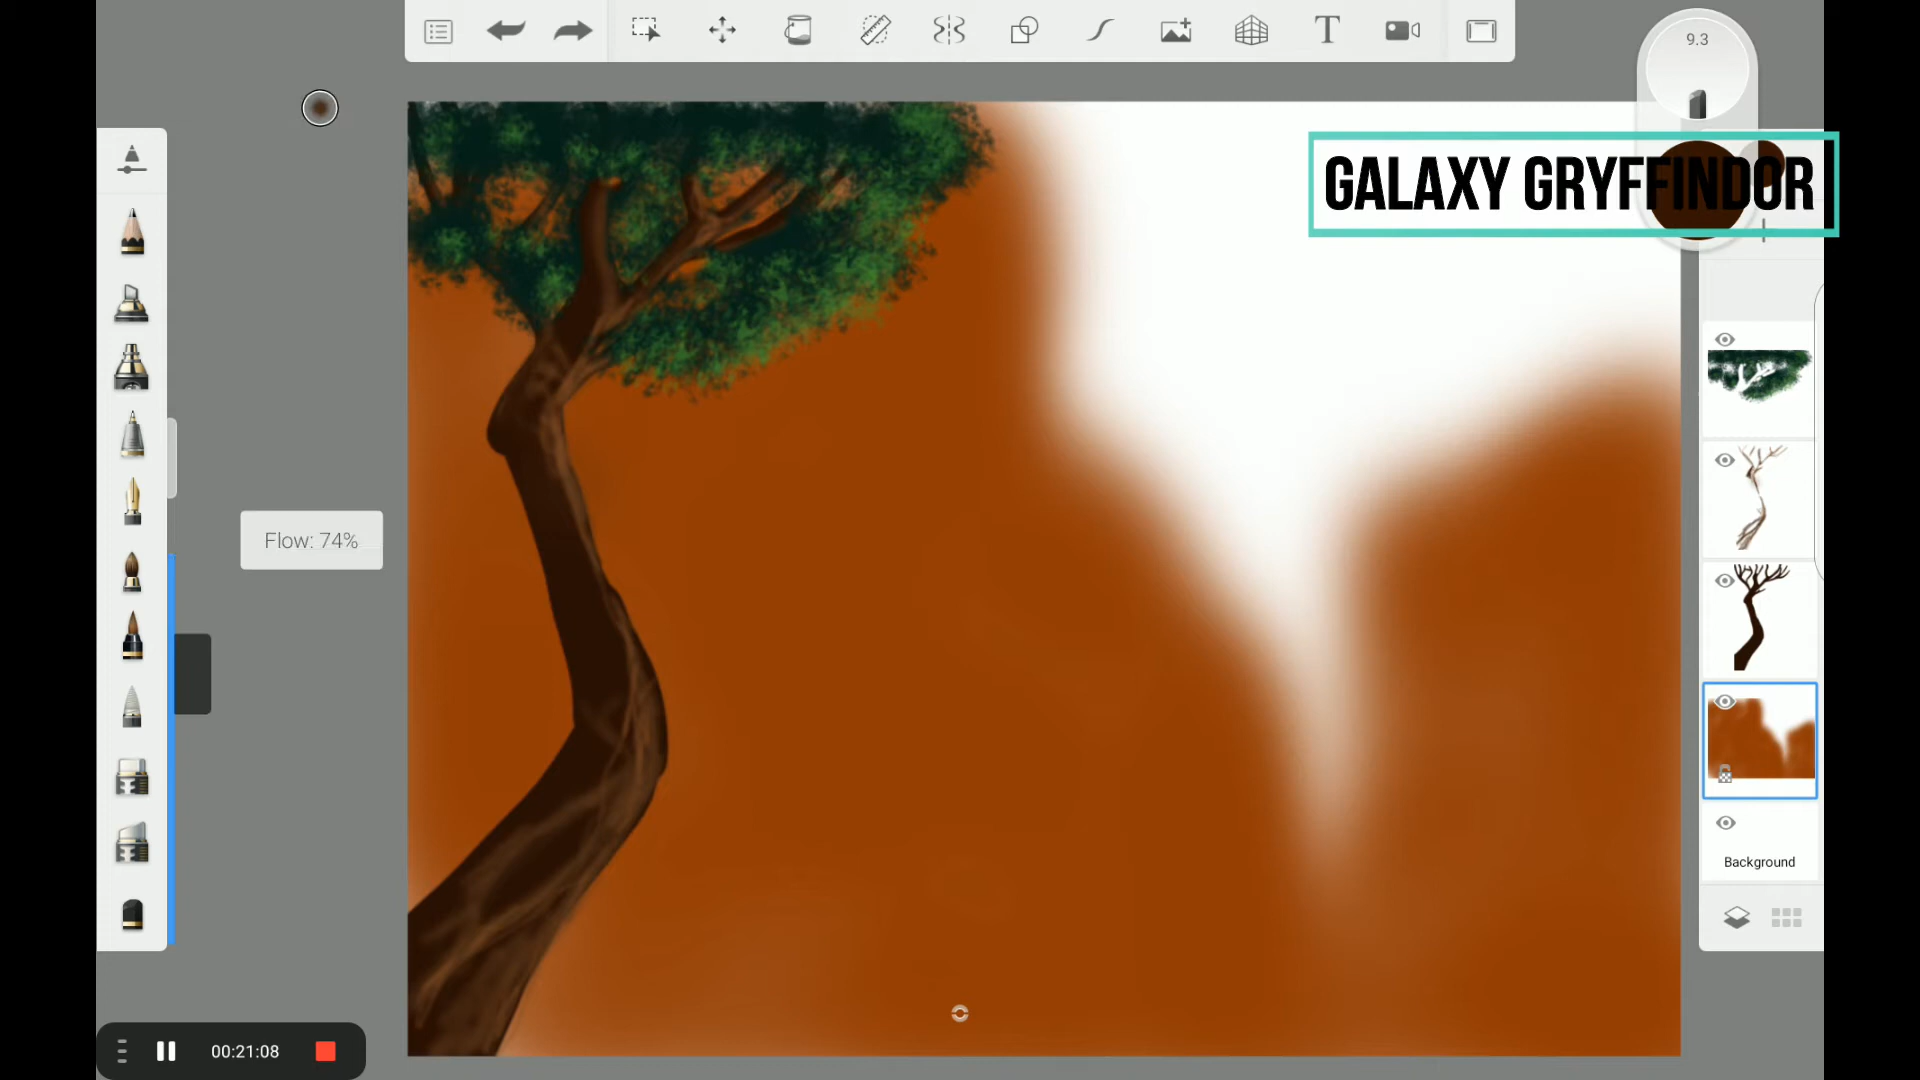 9.3
GALAXY GRYFFINDOR
Flow: 74%
Background
00:21:08